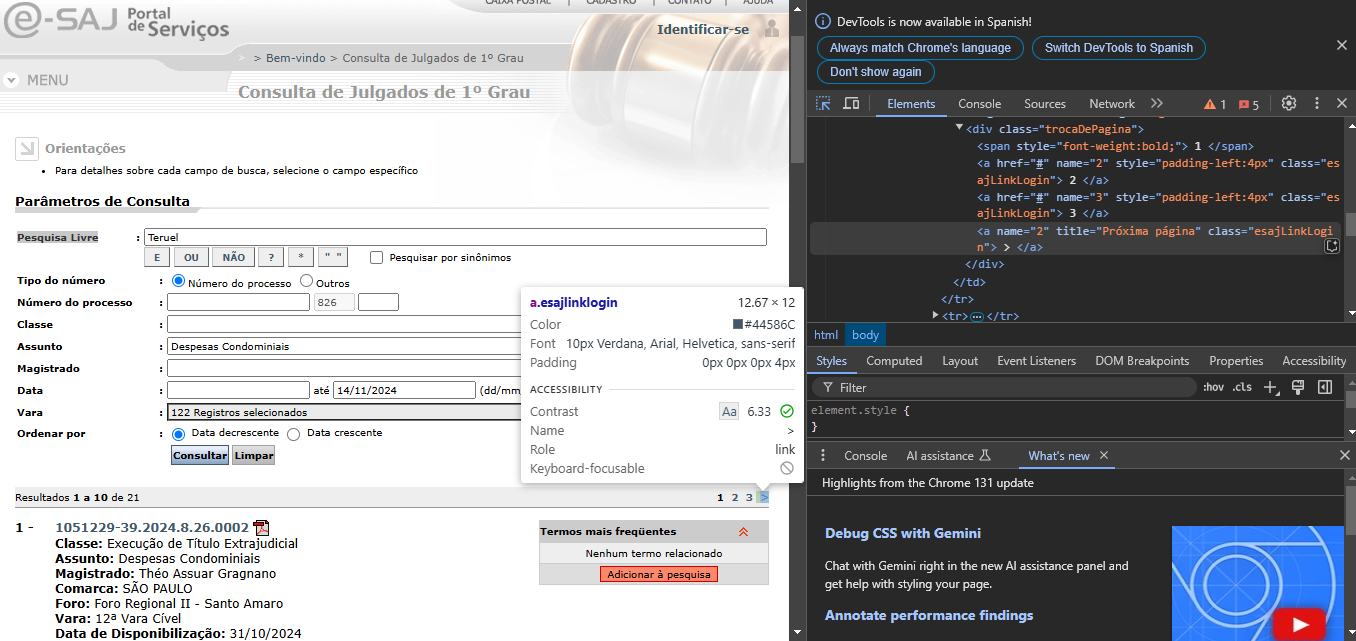 CAIXA POSTAL | CADASTRO | CONTATO | AJUDA
e-SAJ Portal de Serviços
Identificar-se
> Bem-vindo > Consulta de Julgados de 1º Grau
MENU
Consulta de Julgados de 1º Grau
Orientações
• Para detalhes sobre cada campo de busca, selecione o campo específico
Parâmetros de Consulta
Pesquisa Livre : Teruel
E OU NÃO ? * " " Pesquisar por sinônimos
Tipo do número : Número do processo Outros
Número do processo : 826
Classe :
Assunto : Despesas Condominiais
Magistrado :
Data : até 14/11/2024 (dd/mm
Vara : 122 Registros selecionados
Ordenar por : Data decrescente Data crescente
Consultar Limpar
a.esajlinklogin 12.67 × 12
Color #44586C
Font 10px Verdana, Arial, Helvetica, sans-serif
Padding 0px 0px 0px 4px
ACCESSIBILITY
Contrast Aa 6.33
Name >
Role link
Keyboard-focusable
Resultados 1 a 10 de 21 1 2 3 >
1 - 1051229-39.2024.8.26.0002
Classe: Execução de Título Extrajudicial
Assunto: Despesas Condominiais
Magistrado: Théo Assuar Gragnano
Comarca: SÃO PAULO
Foro: Foro Regional II - Santo Amaro
Vara: 12ª Vara Cível
Data de Disponibilização: 31/10/2024
Termos mais freqüentes
Nenhum termo relacionado
Adicionar à pesquisa
DevTools is now available in Spanish!
Always match Chrome's language Switch DevTools to Spanish
Don't show again
Elements Console Sources Network 1 5
<div class="trocaDePagina">
<span style="font-weight:bold;"> 1 </span>
<a href="#" name="2" style="padding-left:4px" class="es
ajLinkLogin"> 2 </a>
<a href="#" name="3" style="padding-left:4px" class="es
ajLinkLogin"> 3 </a>
<a name="2" title="Próxima página" class="esajLinkLogi
n"> > </a>
</div>
</td>
</tr>
<tr> … </tr>
html body
Styles Computed Layout Event Listeners DOM Breakpoints Properties Accessibility
Filter :hov .cls
element.style {
}
Console AI assistance What's new
Highlights from the Chrome 131 update
Debug CSS with Gemini
Chat with Gemini right in the new AI assistance panel and
get help with styling your page.
Annotate performance findings